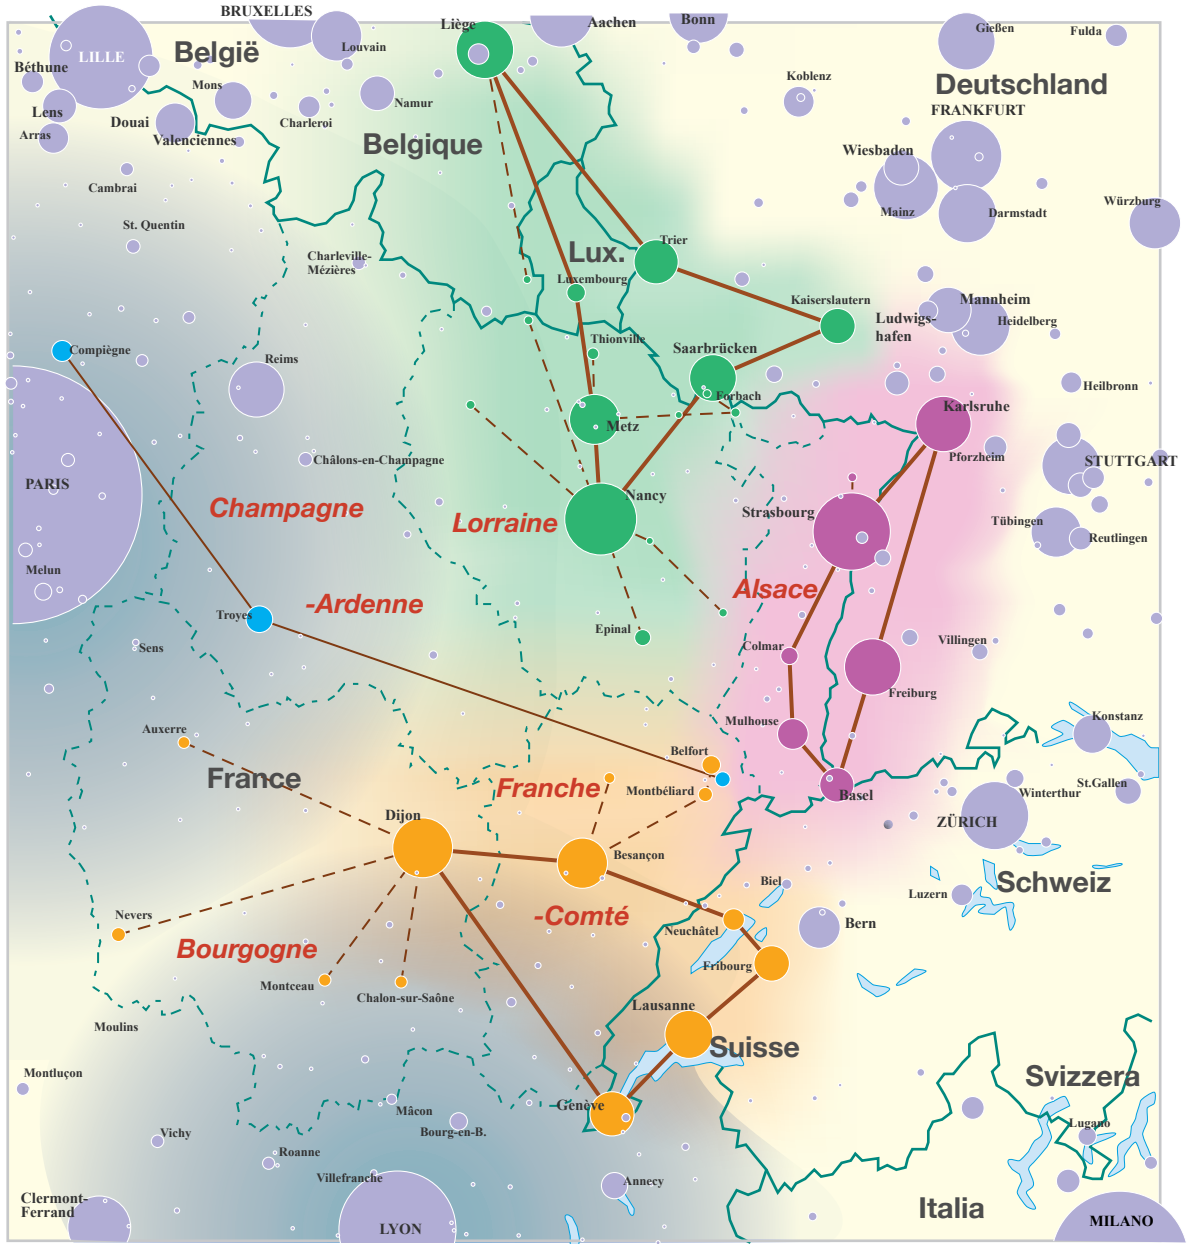 BRUXELLES
Liège
Aachen
Bonn
Gießen
Fulda
LILLE
België
Louvain
Béthune
Koblenz
Deutschland
Mons
Namur
FRANKFURT
Lens
Douai
Charleroi
Arras
Valenciennes
Belgique
Wiesbaden
Cambrai
Mainz
Darmstadt
Würzburg
St. Quentin
Trier
Lux.
Charleville-
Mézières
Luxembourg
Kaiserslautern
Mannheim
Ludwigs-
hafen
Heidelberg
Thionville
Compiègne
Saarbrücken
Reims
Heilbronn
Forbach
Karlsruhe
Metz
Pforzheim
Châlons-en-Champagne
STUTTGART
PARIS
Nancy
Champagne
Lorraine
Strasbourg
Tübingen
Reutlingen
Melun
Alsace
-Ardenne
Troyes
Epinal
Villingen
Sens
Colmar
Freiburg
Konstanz
Auxerre
Mulhouse
Belfort
France
Franche
Montbéliard
St.Gallen
Basel
Winterthur
Dijon
ZÜRICH
Besançon
Biel
Schweiz
Luzern
Nevers
-Comté
Neuchâtel
Bern
Bourgogne
Fribourg
Montceau
Chalon-sur-Saône
Lausanne
Moulins
Suisse
Montluçon
Svizzera
Genève
Mâcon
Lugano
Vichy
Bourg-en-B.
Roanne
Villefranche
Annecy
Clermont-
Ferrand
Italia
LYON
MILANO